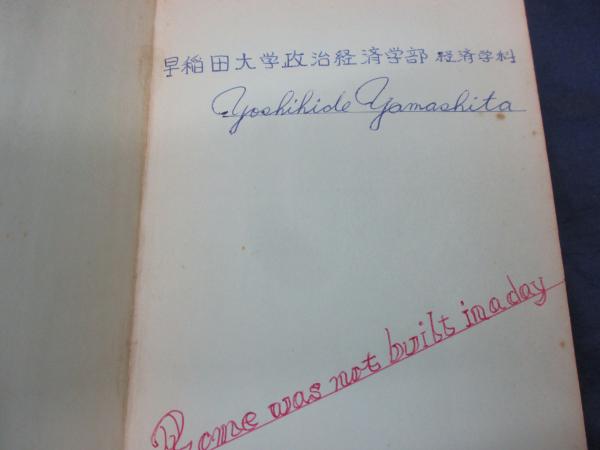 早稲田大学政治経済学部 経済学科
Yoshihide Yamashita
Rome was not built in a day